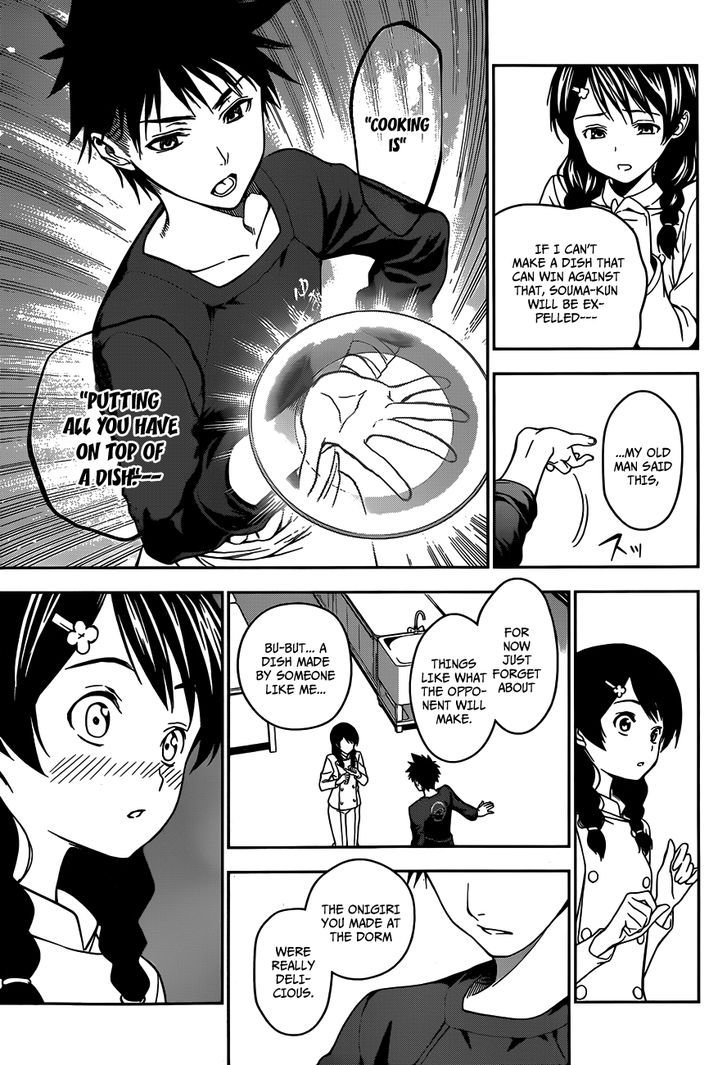 IF I CAN'T
MAKE A DISH THAT
CAN WIN AGAINST
THAT, SOUMA-KUN
WILL BE EX-
PELLED---
...MY OLD
MAN SAID
THIS,
スッ
"COOKING
IS"
"PUTTING
ALL YOU HAVE
ON TOP OF
A DISH."---
FOR
NOW
JUST
FORGET
ABOUT
THINGS
LIKE WHAT
THE OPPO-
NENT WILL
MAKE.
BU-BUT... A
DISH MADE
BY SOMEONE
LIKE ME...
THE ONIGIRI
YOU MADE AT
THE DORM
WERE
REALLY
DELI-
CIOUS.